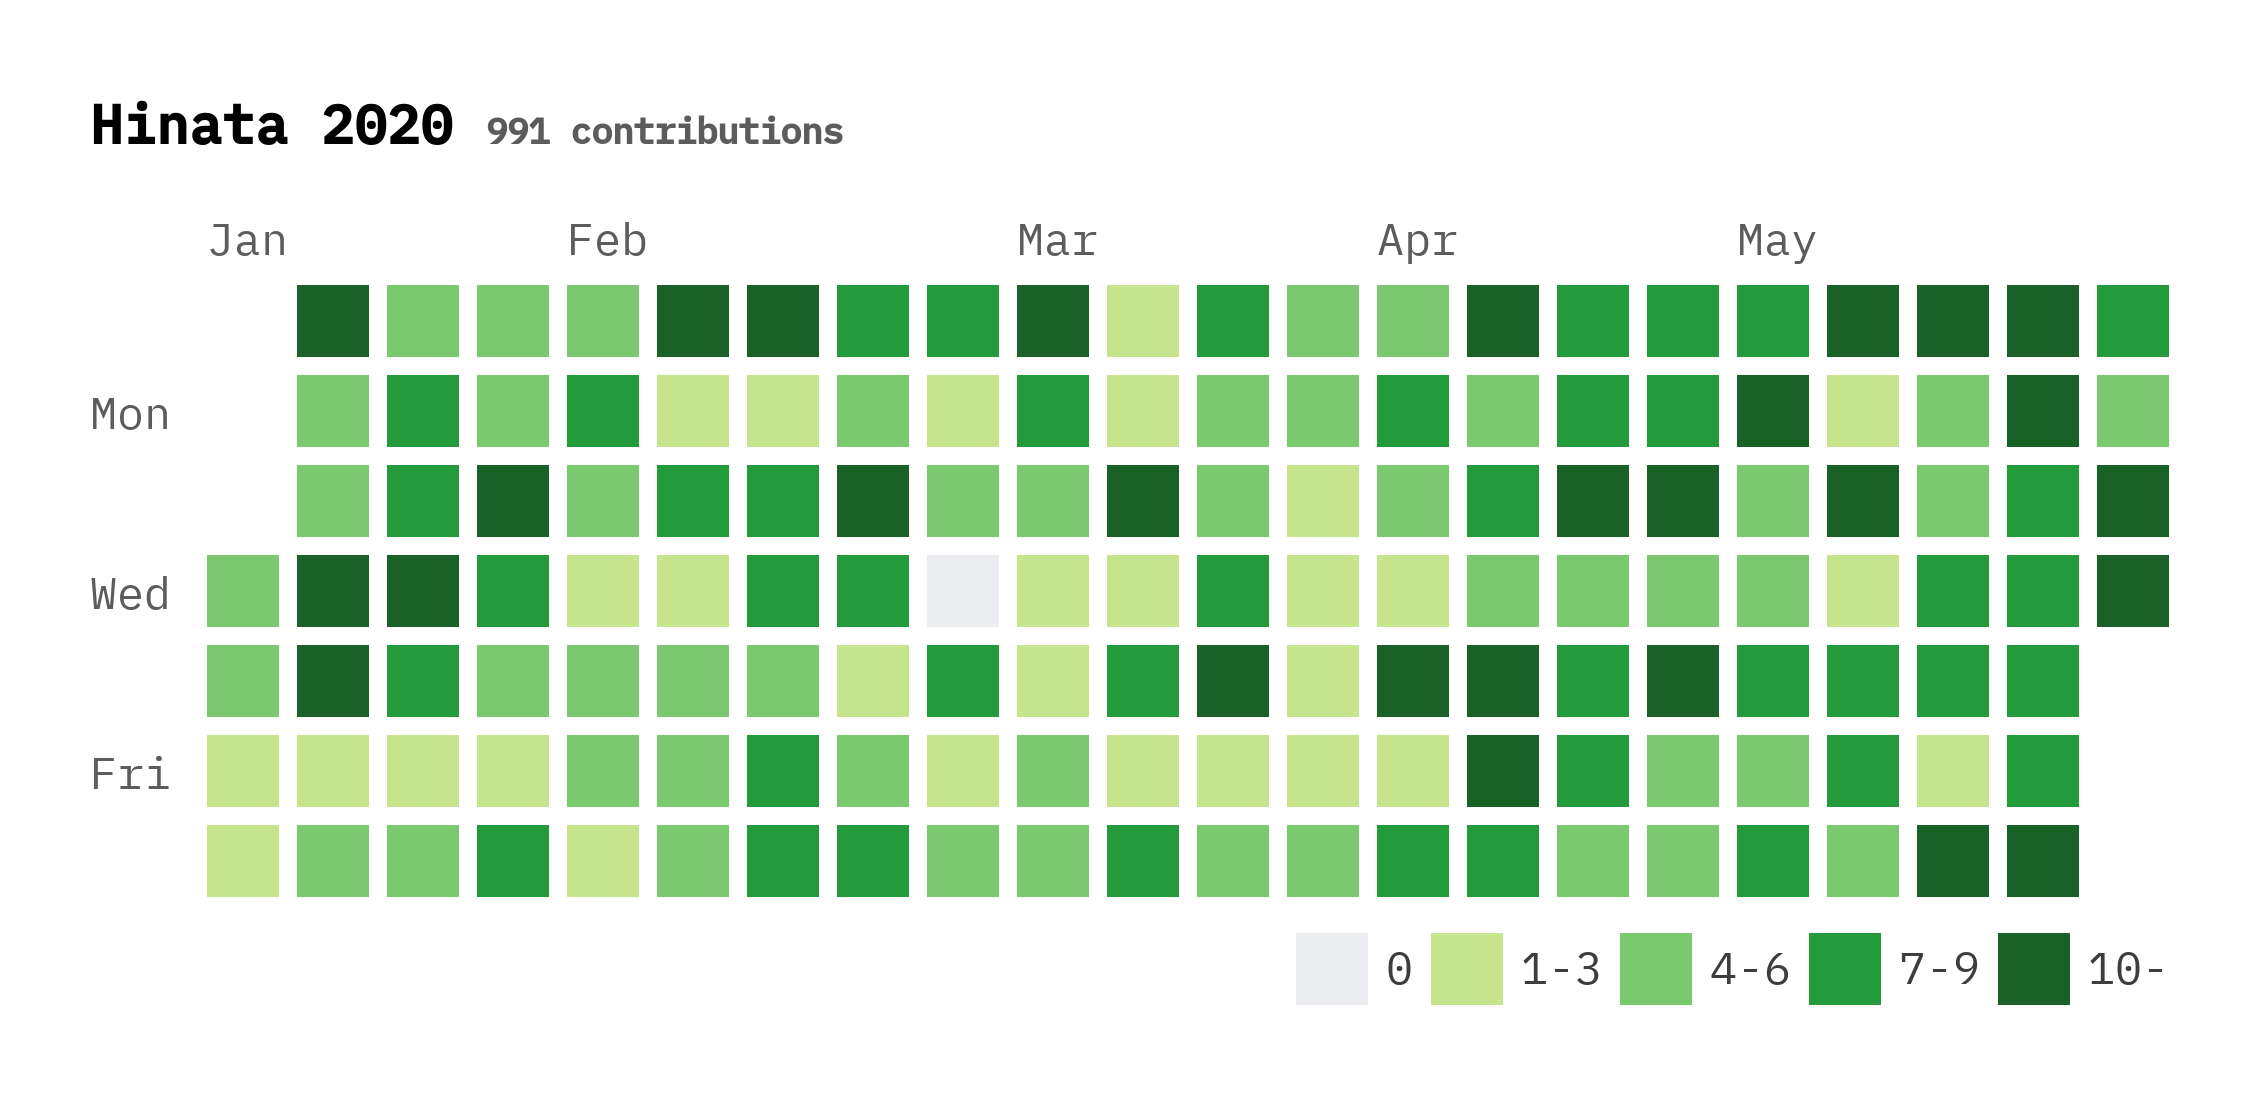 Hinata 2020 991 contributions
Jan Feb Mar Apr May
Mon
Wed
Fri
0 1-3 4-6 7-9 10-